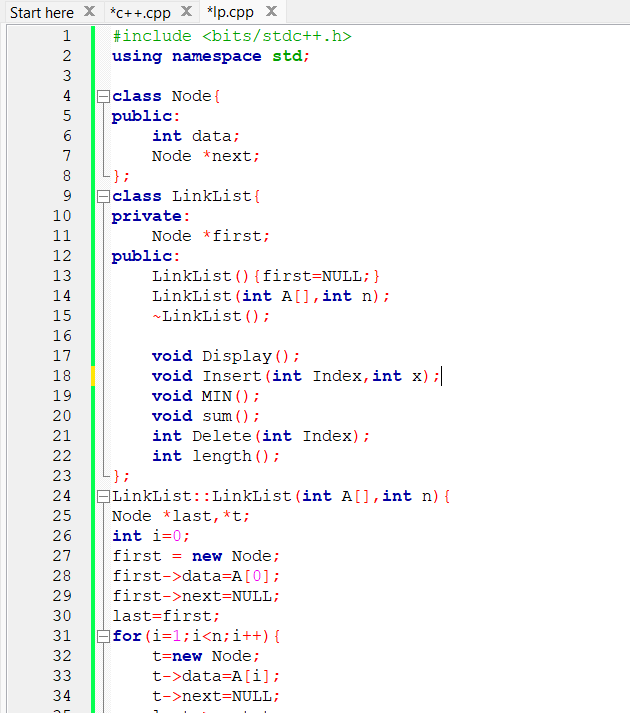 Start here X *c++.cpp X *lp.cpp X
1 #include <bits/stdc++.h>
2 using namespace std;
3
4 class Node{
5 public:
6     int data;
7     Node *next;
8 };
9 class LinkList{
10 private:
11     Node *first;
12 public:
13     LinkList(){first=NULL;}
14     LinkList(int A[],int n);
15     ~LinkList();
16
17     void Display();
18     void Insert(int Index,int x);
19     void MIN();
20     void sum();
21     int Delete(int Index);
22     int length();
23 };
24 LinkList::LinkList(int A[],int n){
25 Node *last,*t;
26 int i=0;
27 first = new Node;
28 first->data=A[0];
29 first->next=NULL;
30 last=first;
31 for(i=1;i<n;i++){
32     t=new Node;
33     t->data=A[i];
34     t->next=NULL;